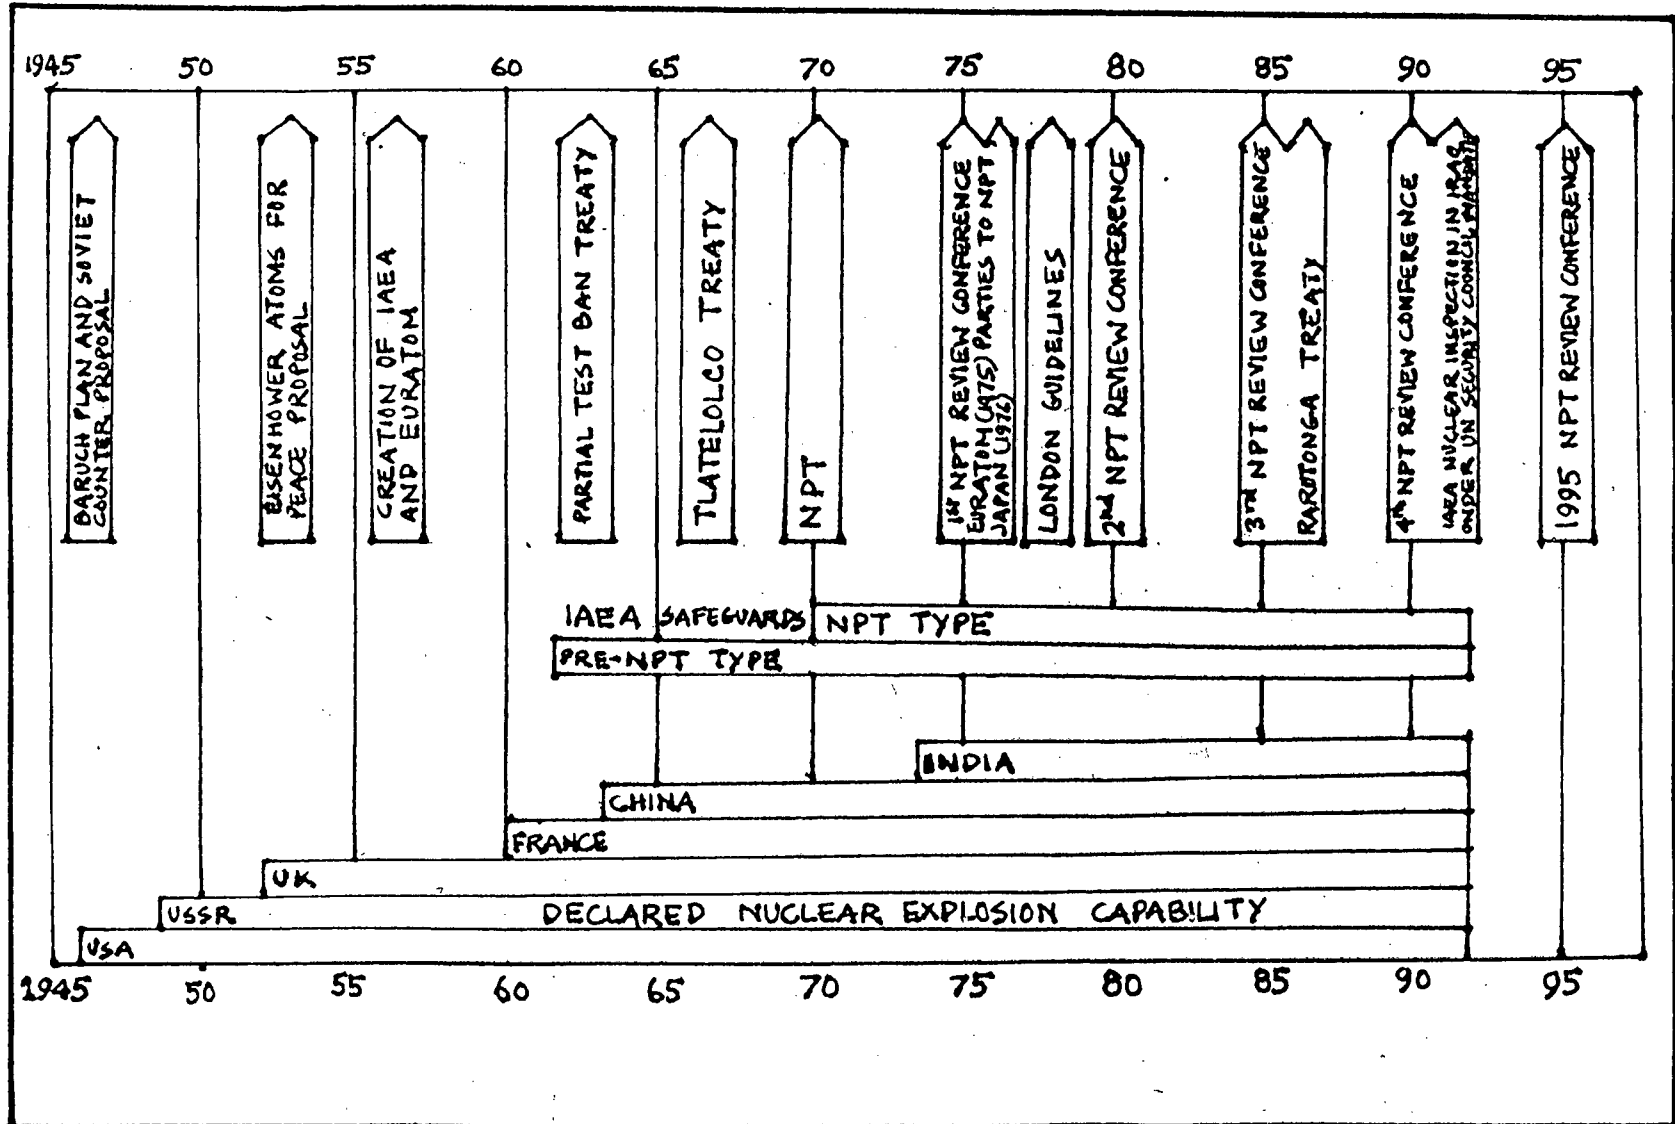 1945 50 55 60 65 70 75 80 85 90 95
BARUCH PLAN AND SOVIET
COUNTER PROPOSAL
EISENHOWER ATOMS FOR
PEACE PROPOSAL
CREATION OF IAEA
AND EURATOM
PARTIAL TEST BAN TREATY
TLATELOLCO TREATY
NPT
1st NPT REVIEW CONFERENCE
EURATOM (1975) PARTIES TO NPT
JAPAN (1976)
LONDON GUIDELINES
2nd NPT REVIEW CONFERENCE
3rd NPT REVIEW CONFERENCE
RAROTONGA TREATY
4th NPT REVIEW CONFERENCE
IAEA NUCLEAR INSPECTION IN IRAQ
UNDER UN SECURITY COUNCIL MANDATE
1995 NPT REVIEW CONFERENCE
IAEA SAFEGUARDS NPT TYPE
PRE-NPT TYPE
INDIA
CHINA
FRANCE
UK
USSR DECLARED NUCLEAR EXPLOSION CAPABILITY
USA
1945 50 55 60 65 70 75 80 85 90 95